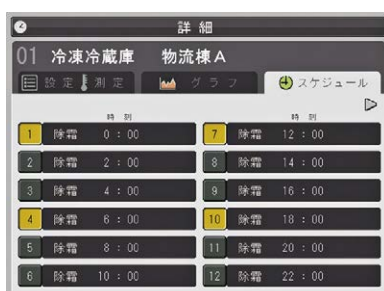 詳細
01 冷凍冷蔵庫 物流棟A
設定 測定 グラフ スケジュール
時刻 時刻
1 除霜 0:00 7 除霜 12:00
2 除霜 2:00 8 除霜 14:00
3 除霜 4:00 9 除霜 16:00
4 除霜 6:00 10 除霜 18:00
5 除霜 8:00 11 除霜 20:00
6 除霜 10:00 12 除霜 22:00